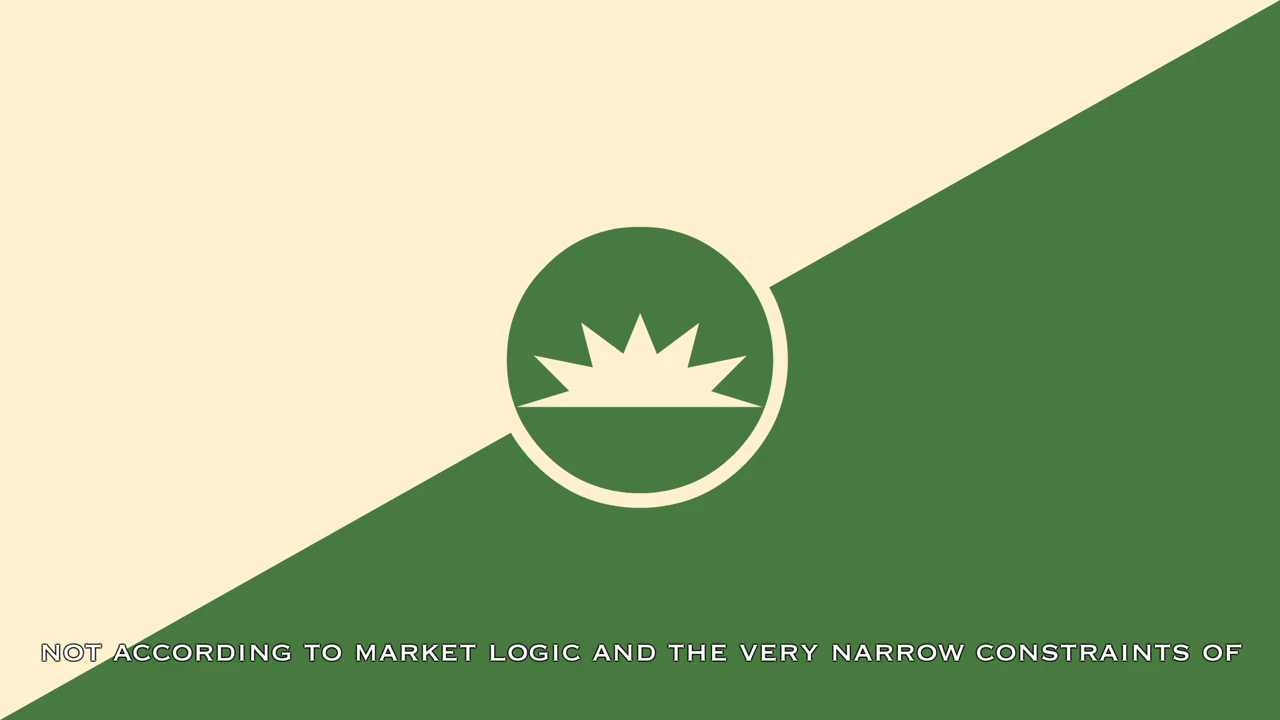 NOT ACCORDING TO MARKET LOGIC AND THE VERY NARROW CONSTRAINTS OF